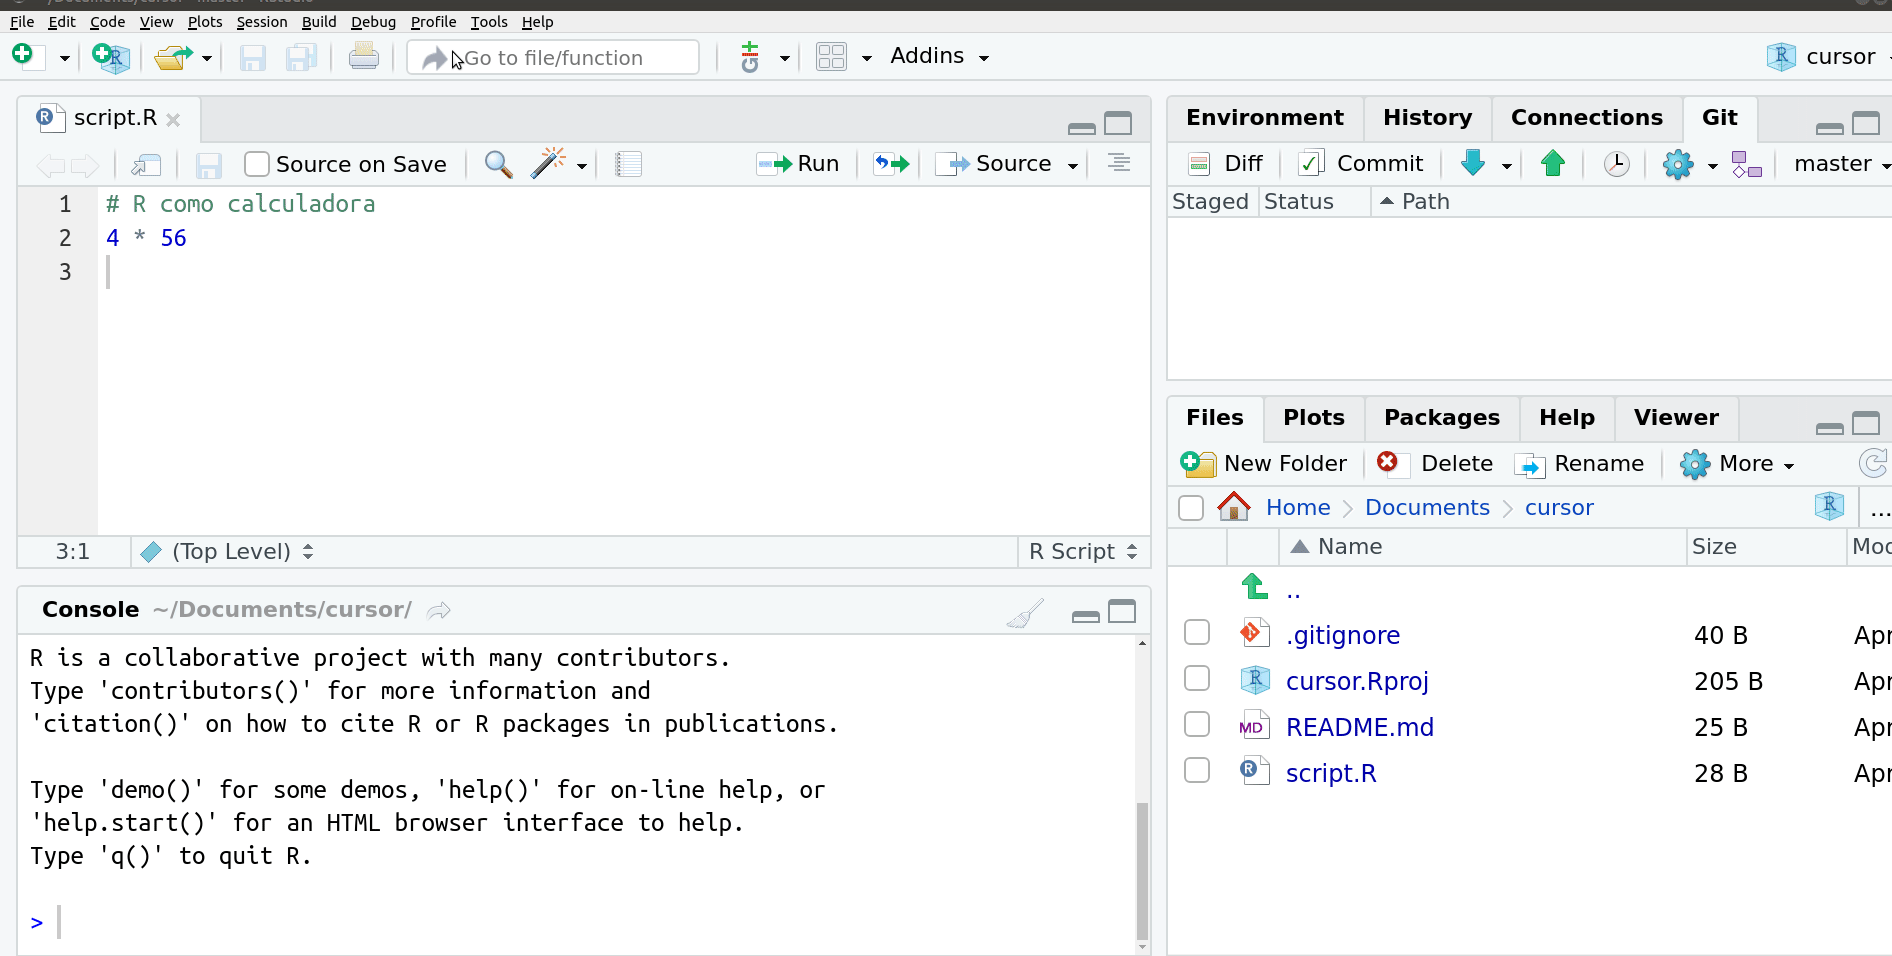 File Edit Code View Plots Session Build Debug Profile Tools Help
Go to file/function Git Addins cursor
script.R
Source on Save Run Source
1 # R como calculadora
2 4 * 56
3
3:1 (Top Level) R Script
Console ~/Documents/cursor/
R is a collaborative project with many contributors.
Type 'contributors()' for more information and
'citation()' on how to cite R or R packages in publications.
Type 'demo()' for some demos, 'help()' for on-line help, or
'help.start()' for an HTML browser interface to help.
Type 'q()' to quit R.
>
Environment History Connections Git
Diff Commit master
Staged Status Path
Files Plots Packages Help Viewer
New Folder Delete Rename More
Home Documents cursor ...
Name Size Mod
..
.gitignore 40 B Apr
cursor.Rproj 205 B Apr
MD README.md 25 B Apr
script.R 28 B Apr